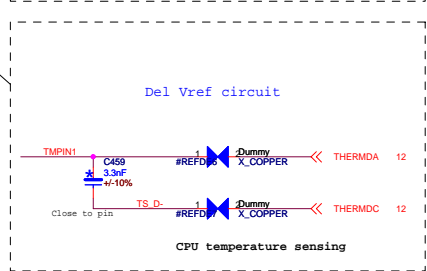 Del Vref circuit
TMPIN1
C459
3.3nF
+/-10%
*
1
2
Dummy
X_COPPER
THERMDA 12
TS_D-
Close to pin
1
2
Dummy
X_COPPER
THERMDC 12
CPU temperature sensing